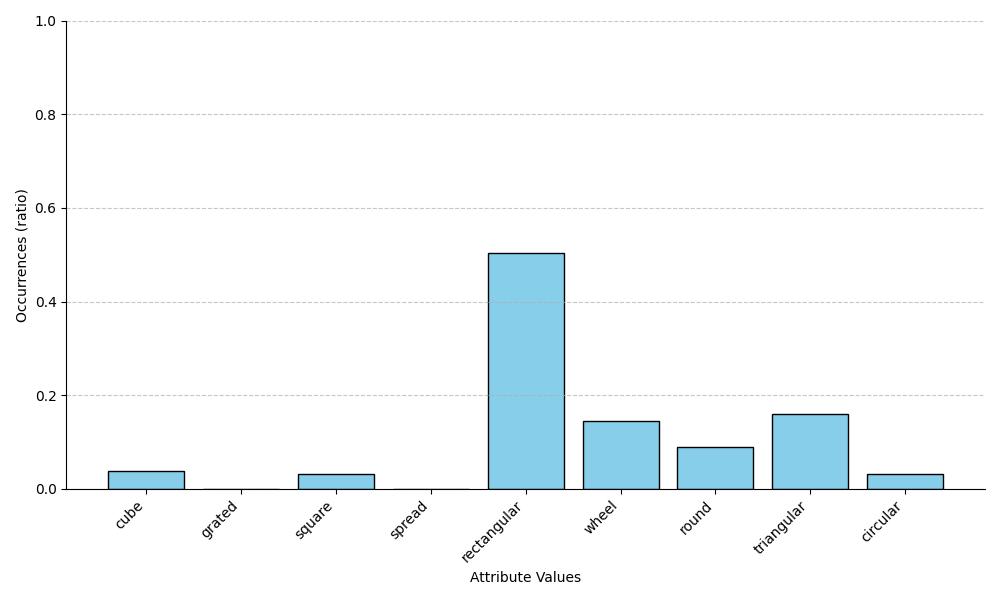 1.0
0.8
0.6
0.4
0.2
0.0
Occurrences (ratio)
cube
grated
square
spread
rectangular
wheel
round
triangular
circular
Attribute Values